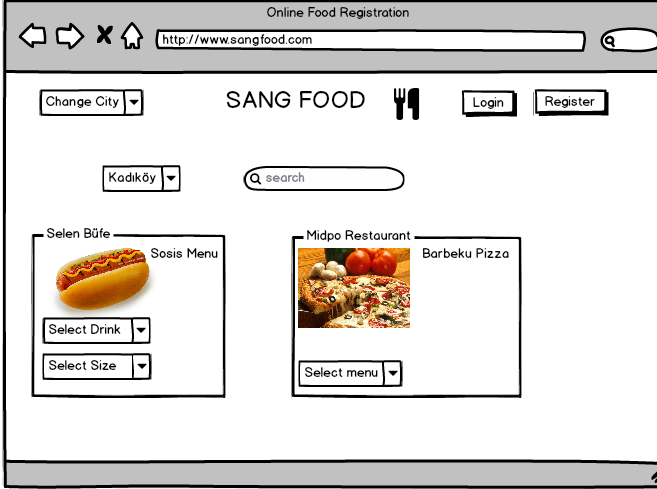 Online Food Registration
http://www.sangfood.com
Change City
SANG FOOD
Login
Register
Kadıköy
search
Selen Büfe
Sosis Menu
Select Drink
Select Size
Midpo Restaurant
Barbeku Pizza
Select menu